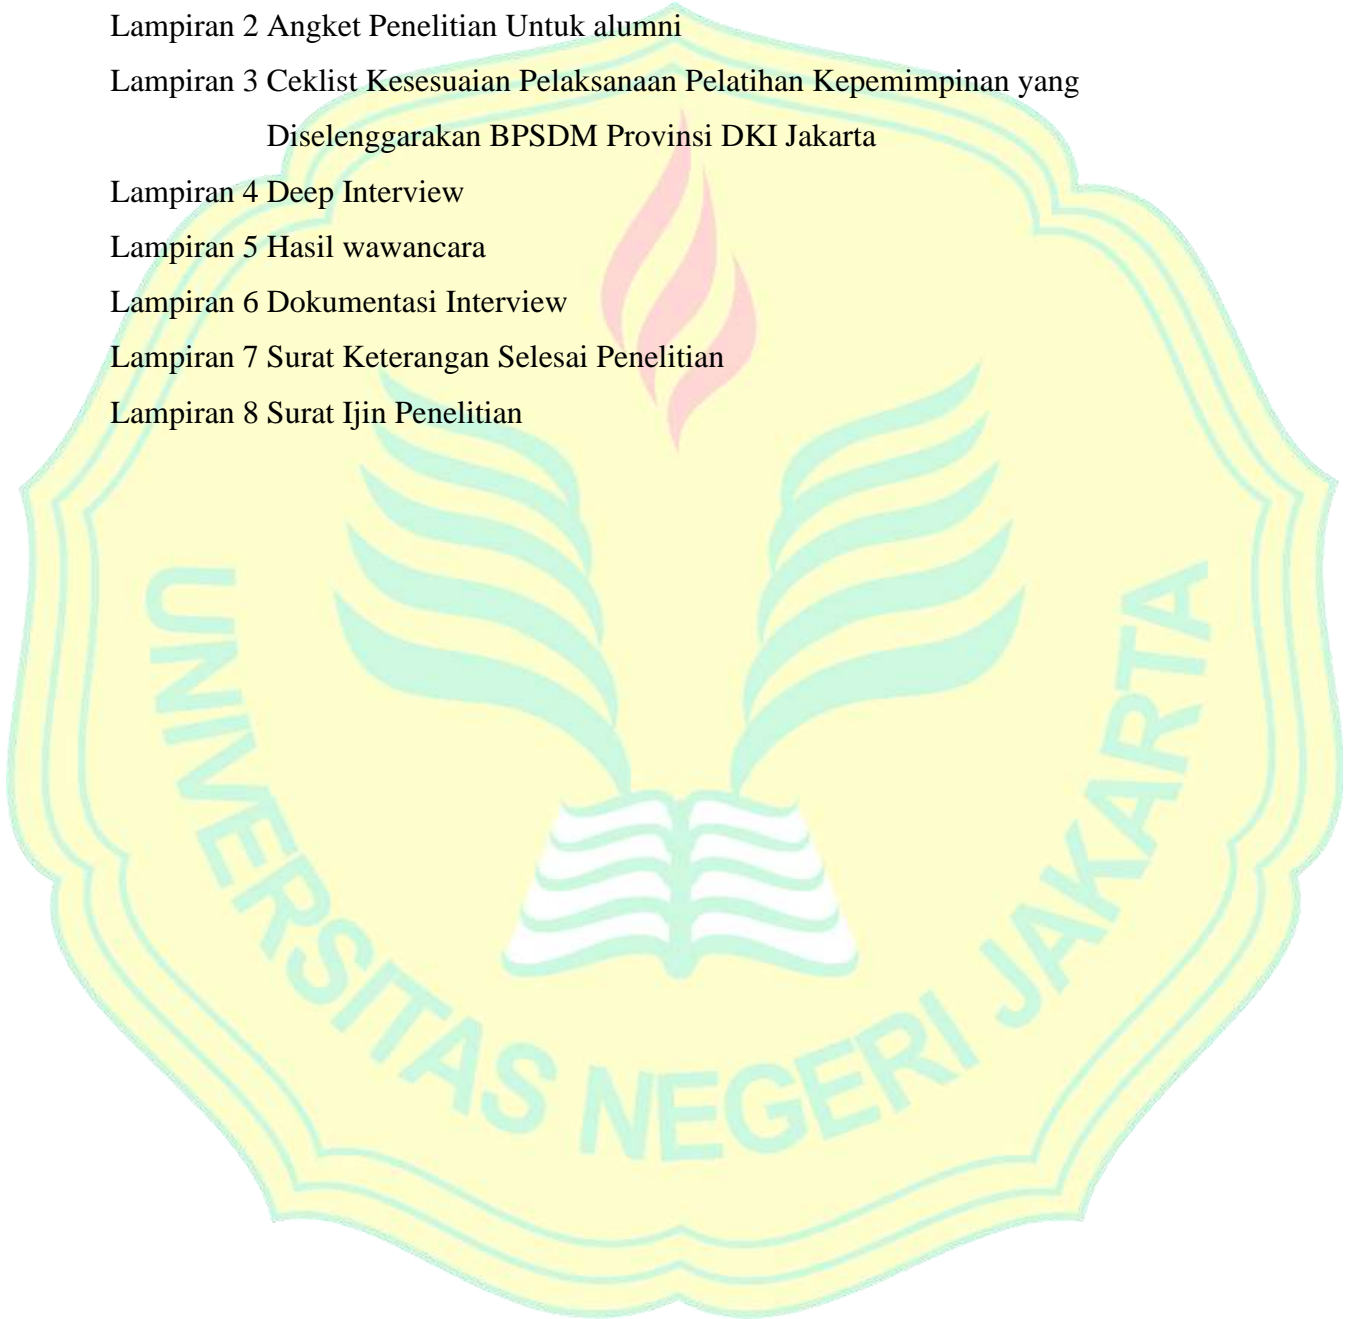 Lampiran 2 Angket Penelitian Untuk alumni
Lampiran 3 Ceklist Kesesuaian Pelaksanaan Pelatihan Kepemimpinan yang
Diselenggarakan BPSDM Provinsi DKI Jakarta
Lampiran 4 Deep Interview
Lampiran 5 Hasil wawancara
Lampiran 6 Dokumentasi Interview
Lampiran 7 Surat Keterangan Selesai Penelitian
Lampiran 8 Surat Ijin Penelitian
UNIVERSITAS NEGERI JAKARTA